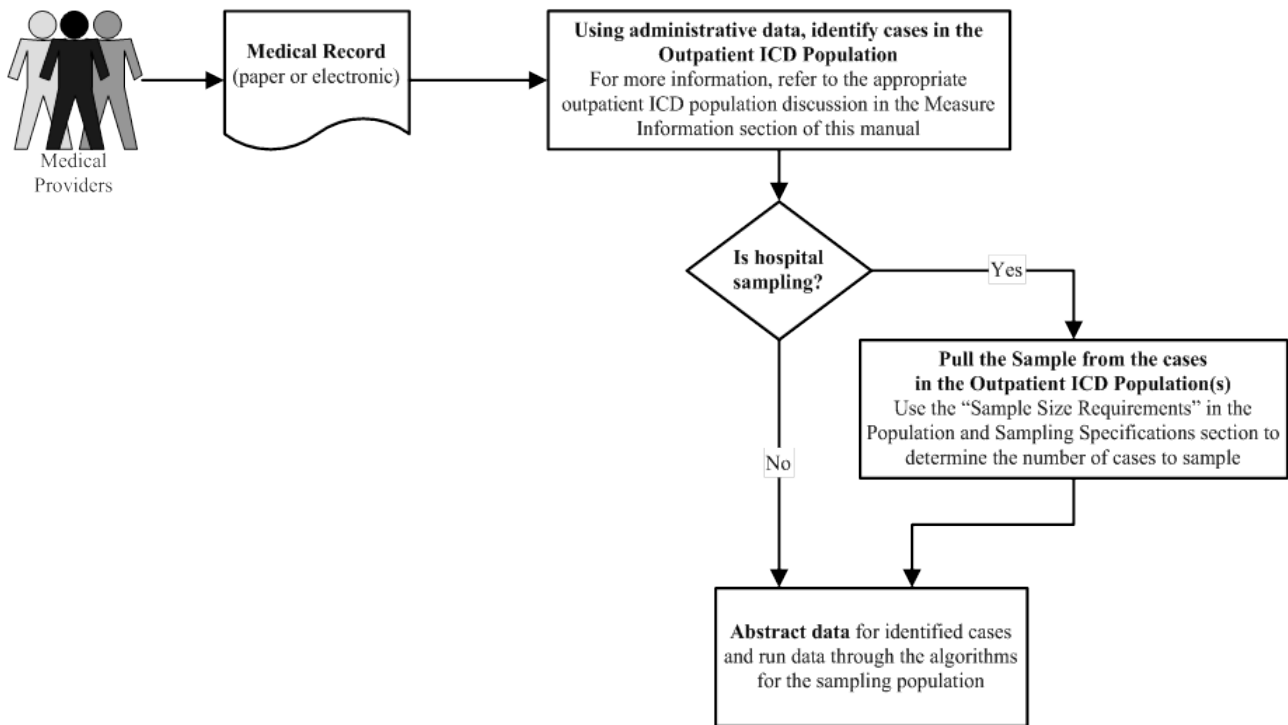 Medical
Providers
Medical Record
(paper or electronic)
Using administrative data, identify cases in the
Outpatient ICD Population
For more information, refer to the appropriate
outpatient ICD population discussion in the Measure
Information section of this manual
Is hospital
sampling?
Yes
Pull the Sample from the cases
in the Outpatient ICD Population(s)
Use the “Sample Size Requirements” in the
Population and Sampling Specifications section to
determine the number of cases to sample
No
Abstract data for identified cases
and run data through the algorithms
for the sampling population